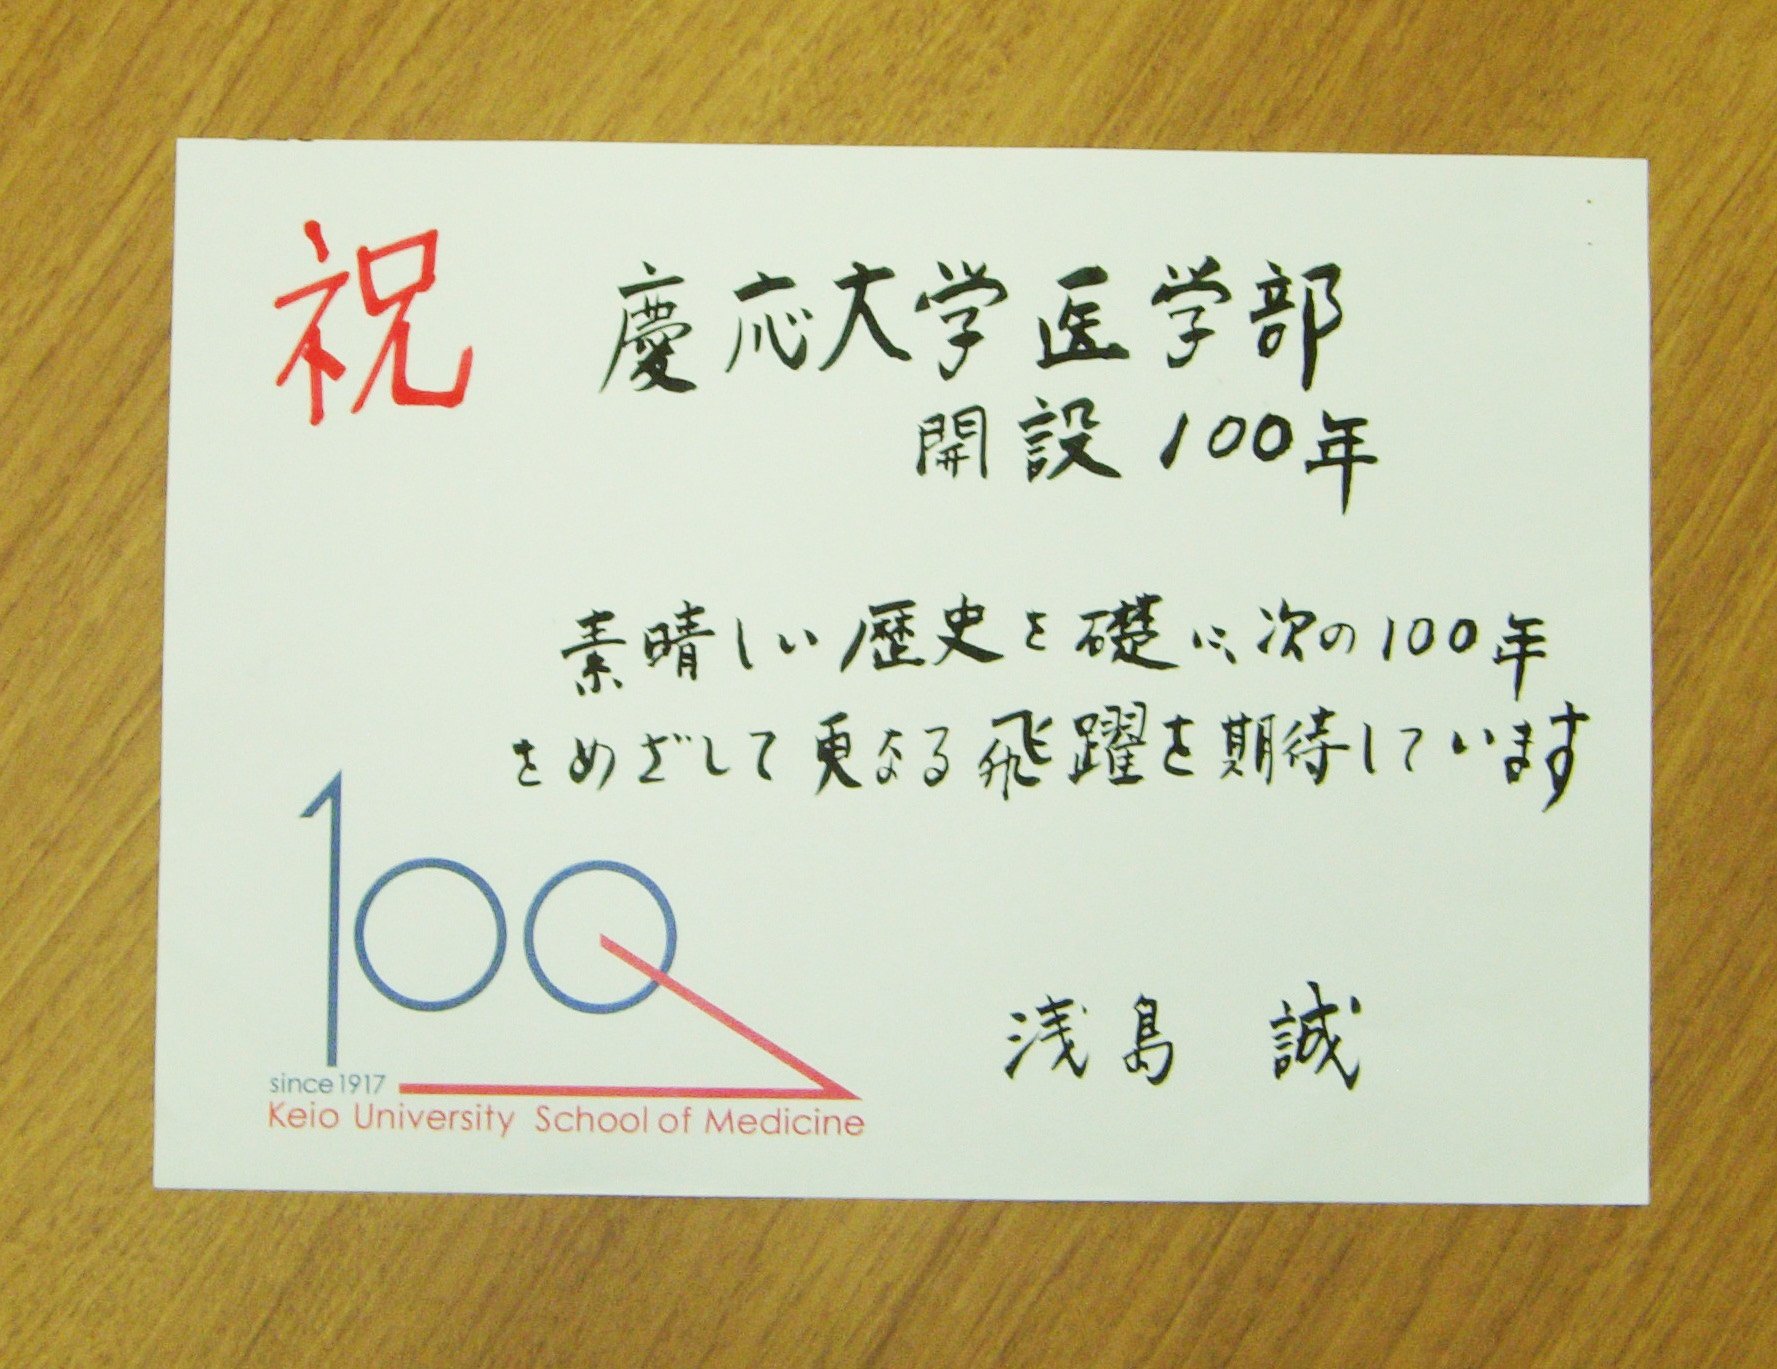 祝 慶応大学医学部
開設100年
素晴しい歴史を礎に次の100年
をめざして更なる飛躍を期待しています
浅島 誠
100
since 1917
Keio University School of Medicine